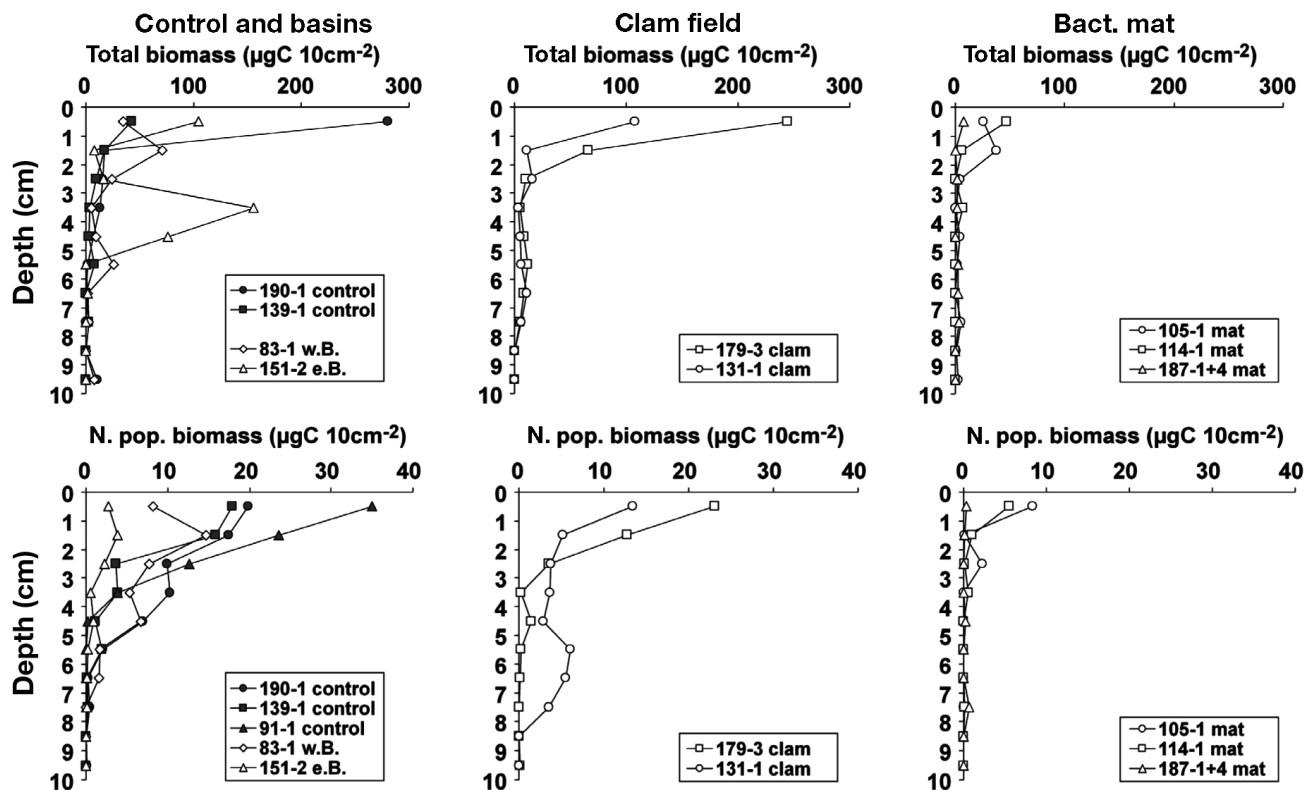 Control and basins
Total biomass (µgC 10cm-2)
0 100 200 300
0
1
2
3
4
5
6
7
8
9
10
Depth (cm)
190-1 control
139-1 control
83-1 w.B.
151-2 e.B.
Clam field
Total biomass (µgC 10cm-2)
0 100 200 300
0
1
2
3
4
5
6
7
8
9
10
179-3 clam
131-1 clam
Bact. mat
Total biomass (µgC 10cm-2)
0 100 200 300
0
1
2
3
4
5
6
7
8
9
10
105-1 mat
114-1 mat
187-1+4 mat
N. pop. biomass (µgC 10cm-2)
0 10 20 30 40
0
1
2
3
4
5
6
7
8
9
10
Depth (cm)
190-1 control
139-1 control
91-1 control
83-1 w.B.
151-2 e.B.
N. pop. biomass (µgC 10cm-2)
0 10 20 30 40
0
1
2
3
4
5
6
7
8
9
10
179-3 clam
131-1 clam
N. pop. biomass (µgC 10cm-2)
0 10 20 30 40
0
1
2
3
4
5
6
7
8
9
10
105-1 mat
114-1 mat
187-1+4 mat